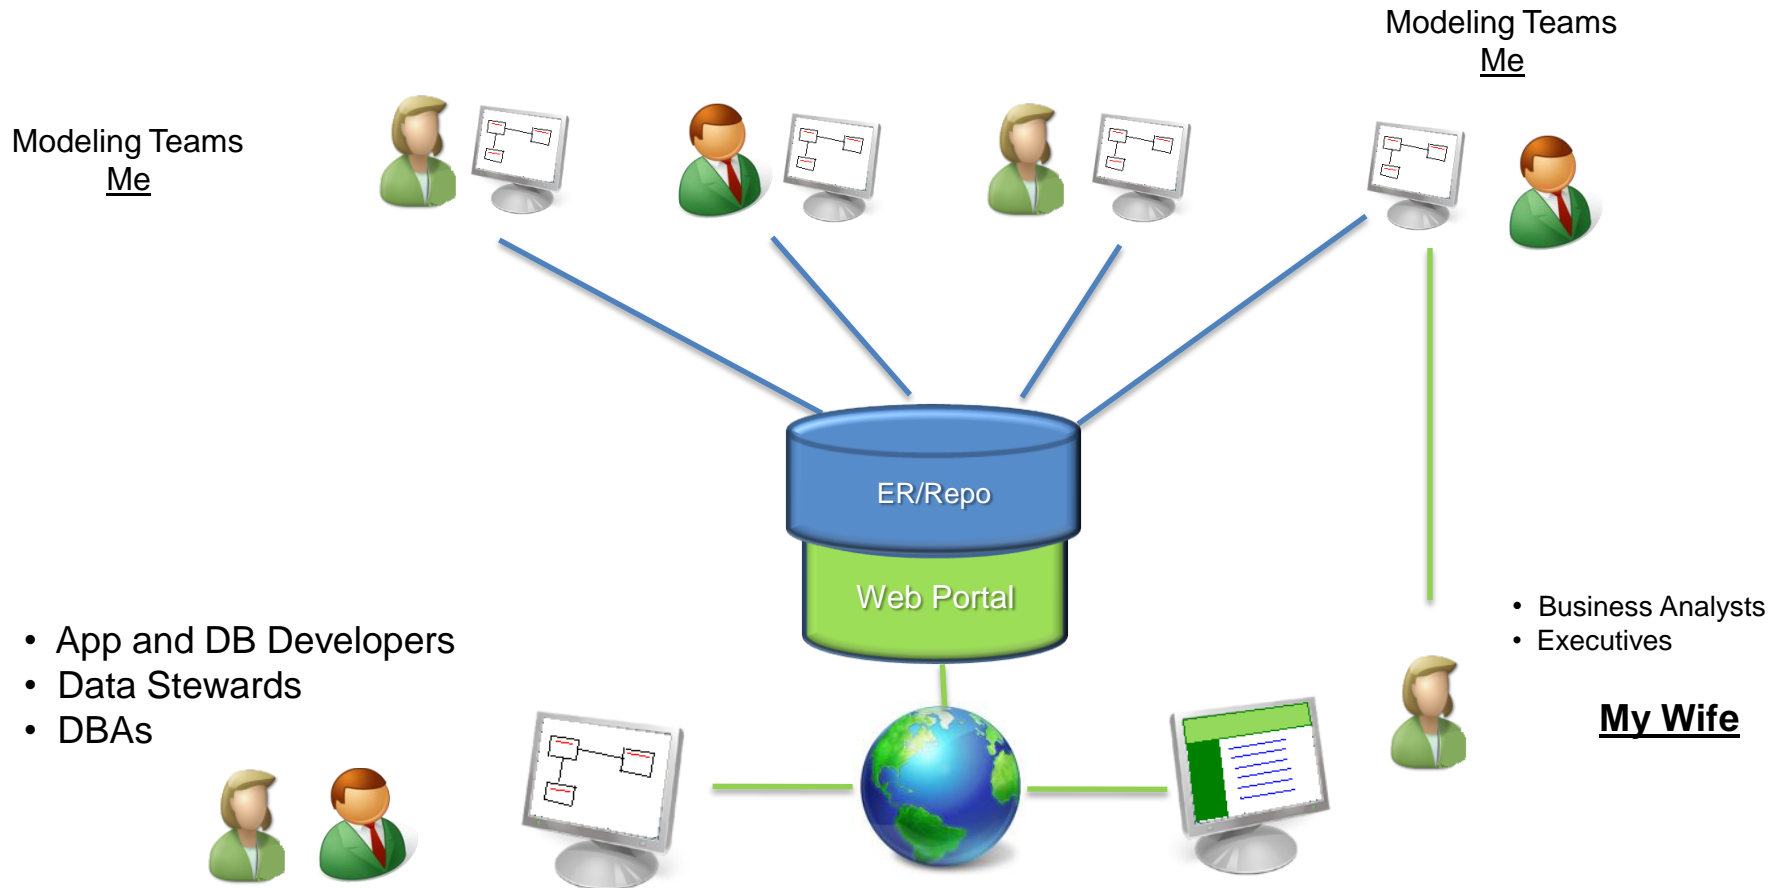 Modeling Teams
Me
Modeling Teams
Me
ER/Repo
Web Portal
• App and DB Developers
• Data Stewards
• DBAs
• Business Analysts
• Executives
My Wife